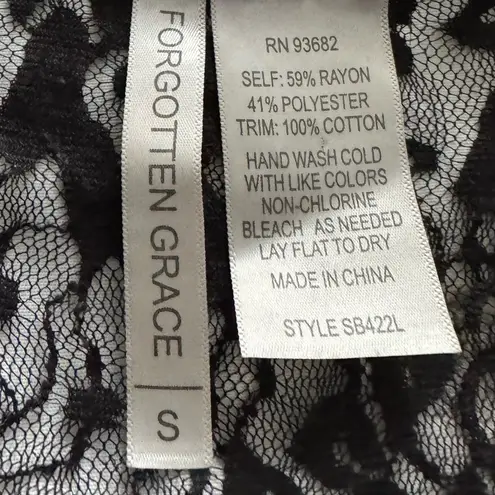 FORGOTTEN GRACE | S
RN 93682
SELF: 59% RAYON
41% POLYESTER
TRIM: 100% COTTON
HAND WASH COLD
WITH LIKE COLORS
NON-CHLORINE
BLEACH AS NEEDED
LAY FLAT TO DRY
MADE IN CHINA
STYLE SB422L